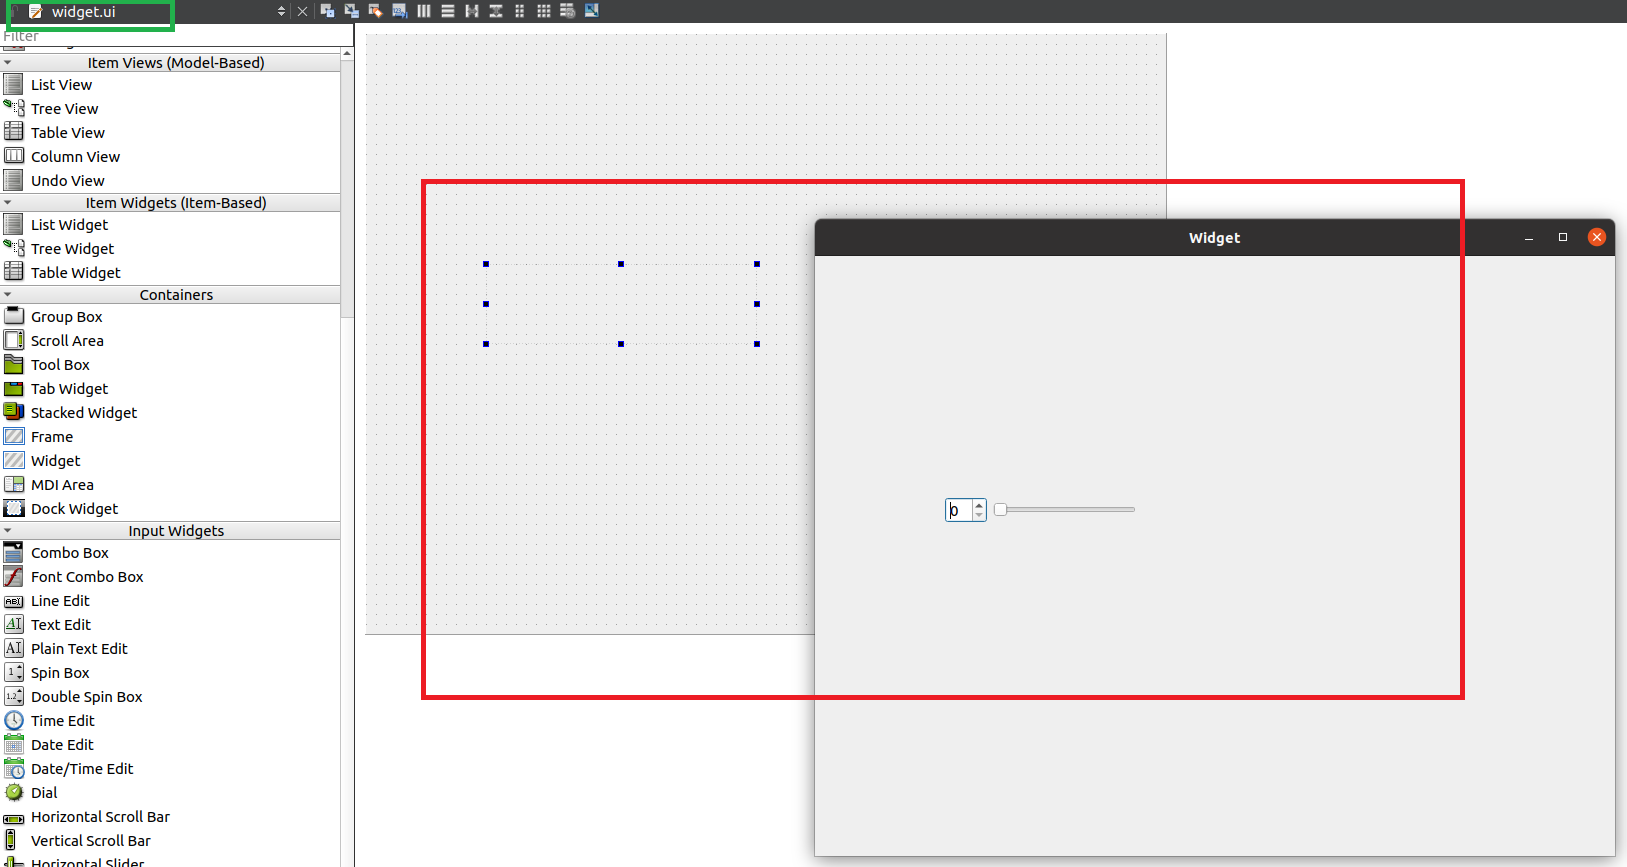 widget.ui
Filter
Item Views (Model-Based)
List View
Tree View
Table View
Column View
Undo View
Item Widgets (Item-Based)
List Widget
Tree Widget
Table Widget
Containers
Group Box
Scroll Area
Tool Box
Tab Widget
Stacked Widget
Frame
Widget
MDI Area
Dock Widget
Input Widgets
Combo Box
Font Combo Box
Line Edit
Text Edit
Plain Text Edit
Spin Box
Double Spin Box
Time Edit
Date Edit
Date/Time Edit
Dial
Horizontal Scroll Bar
Vertical Scroll Bar
Horizontal Slider
Widget
0